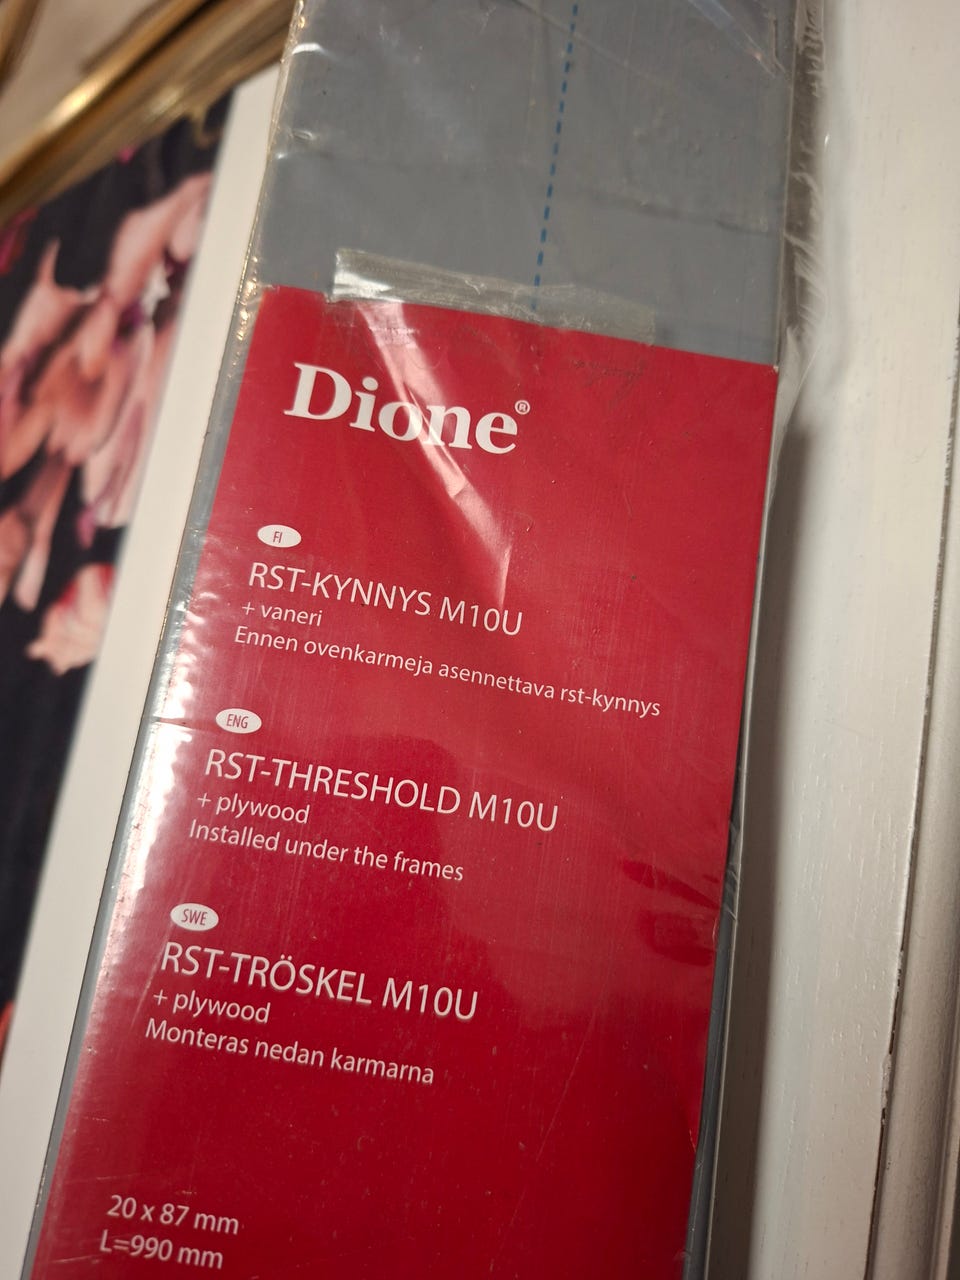 Dione®
FI
RST-KYNNYS M10U
+ vaneri
Ennen ovenkarmeja asennettava rst-kynnys
ENG
RST-THRESHOLD M10U
+ plywood
Installed under the frames
SWE
RST-TRÖSKEL M10U
+ plywood
Monteras nedan karmarna
20 x 87 mm
L=990 mm